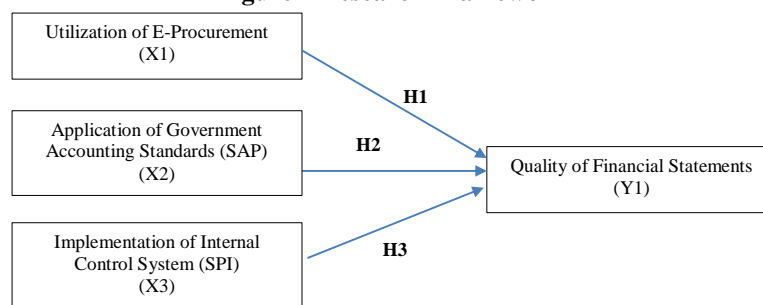 Utilization of E-Procurement
(X1)
H1
Application of Government
Accounting Standards (SAP)
(X2)
H2
Quality of Financial Statements
(Y1)
Implementation of Internal
Control System (SPI)
(X3)
H3